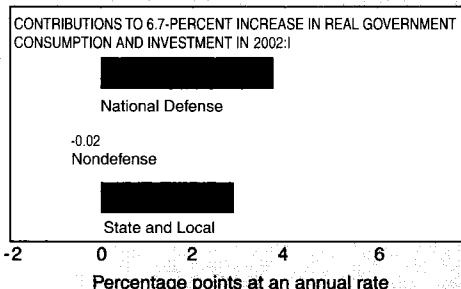 CONTRIBUTIONS TO 6.7-PERCENT INCREASE IN REAL GOVERNMENT
CONSUMPTION AND INVESTMENT IN 2002:I
National Defense
-0.02
Nondefense
State and Local
-2 0 2 4 6
Percentage points at an annual rate